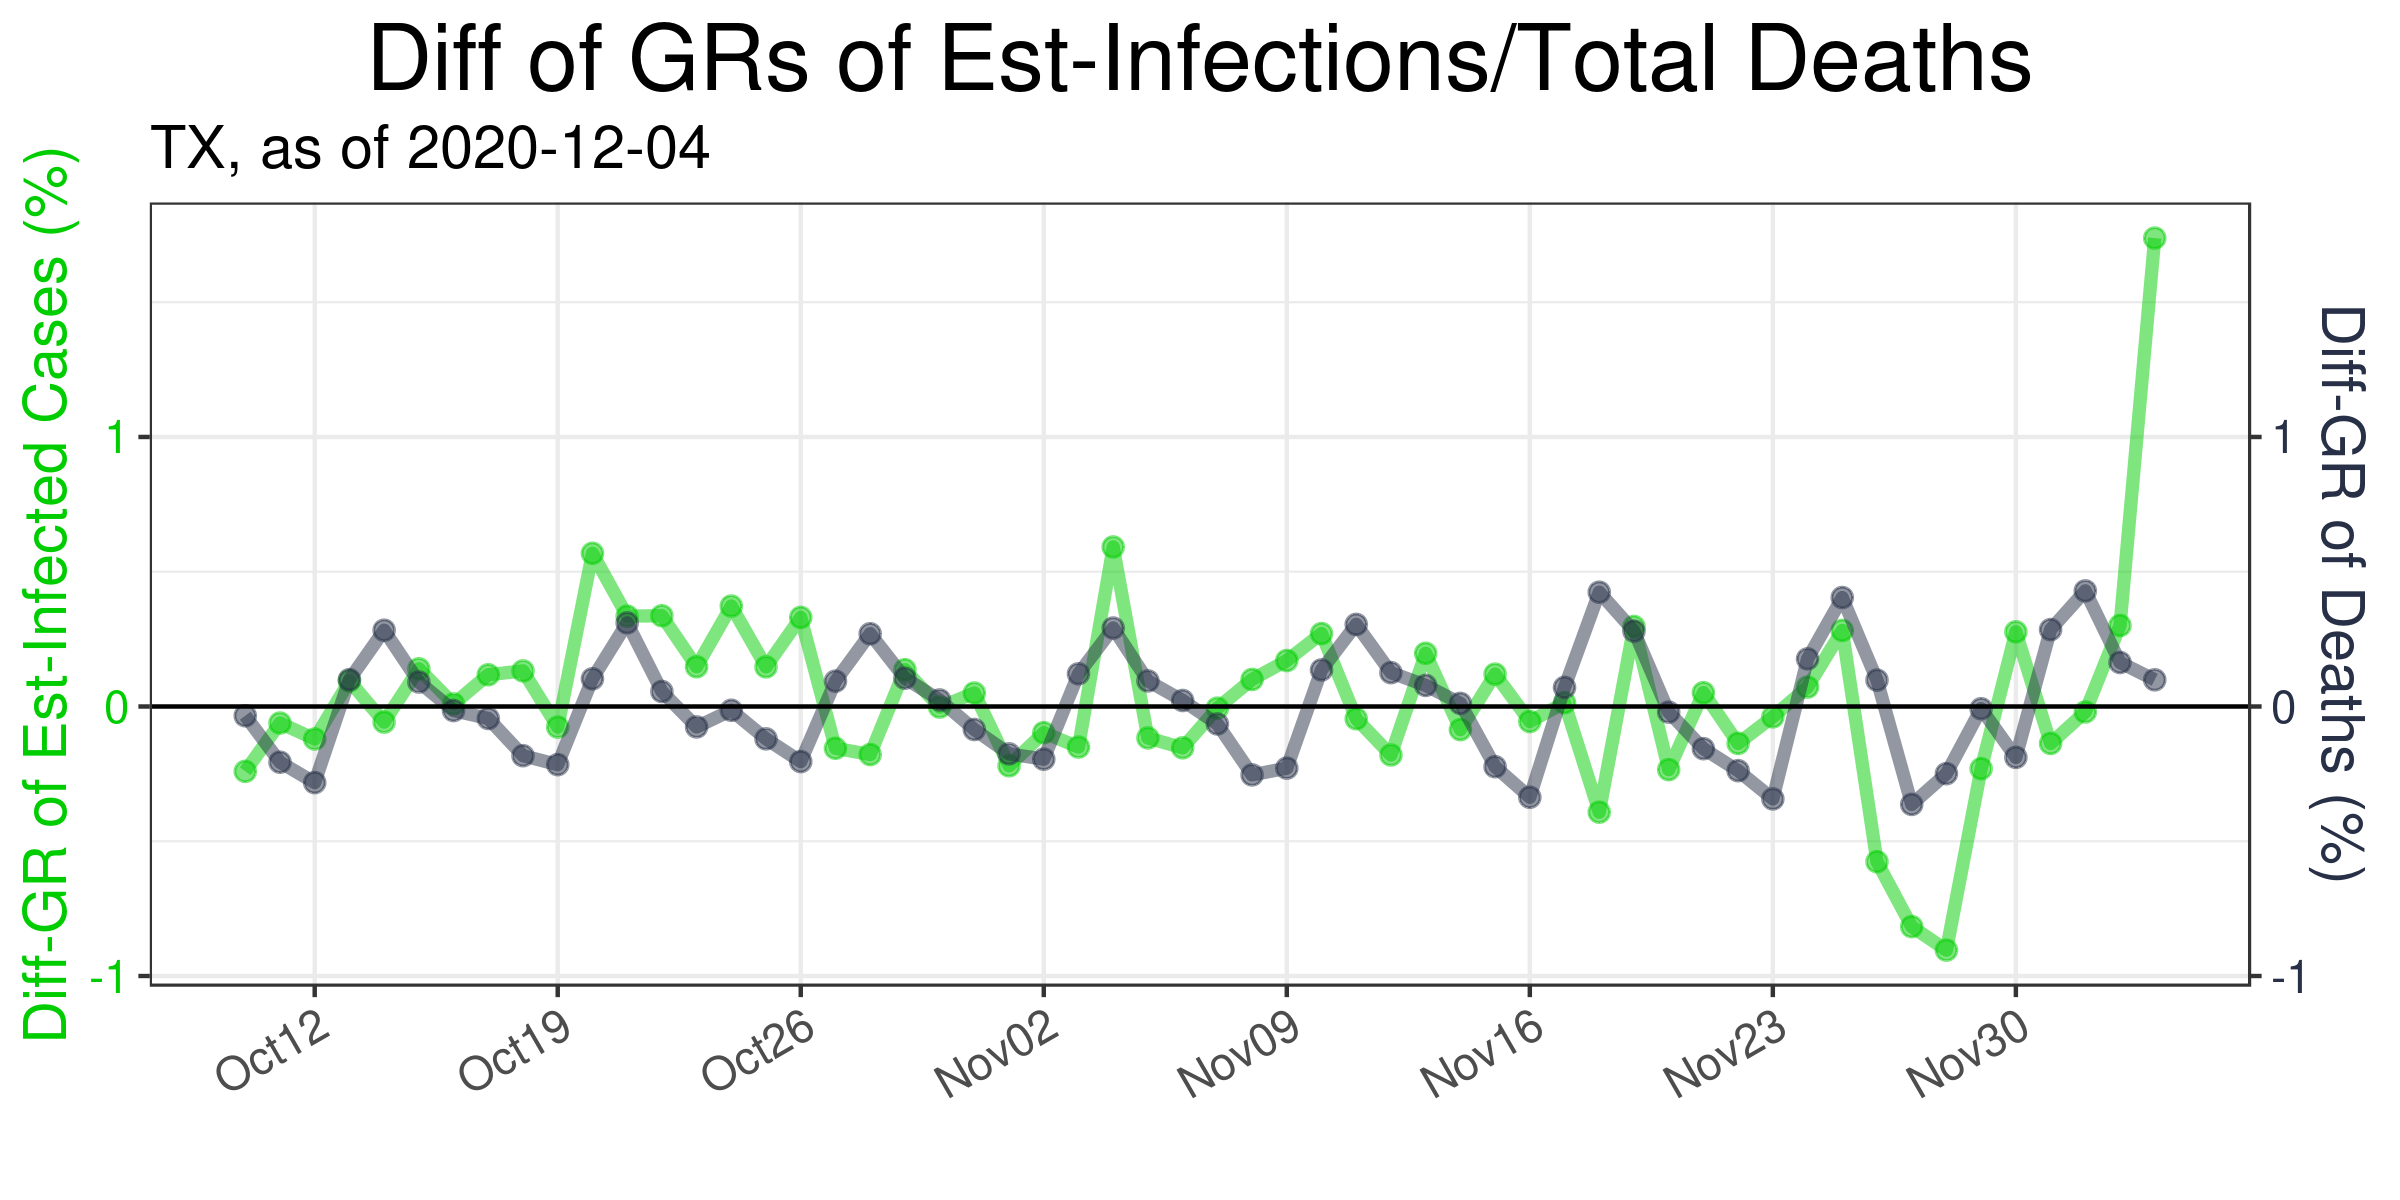 Diff of GRs of Est-Infections/Total Deaths
TX, as of 2020-12-04
Diff-GR of Est-Infected Cases (%)
1
0
-1
1
0
-1
Diff-GR of Deaths (%)
Oct12
Oct19
Oct26
Nov02
Nov09
Nov16
Nov23
Nov30